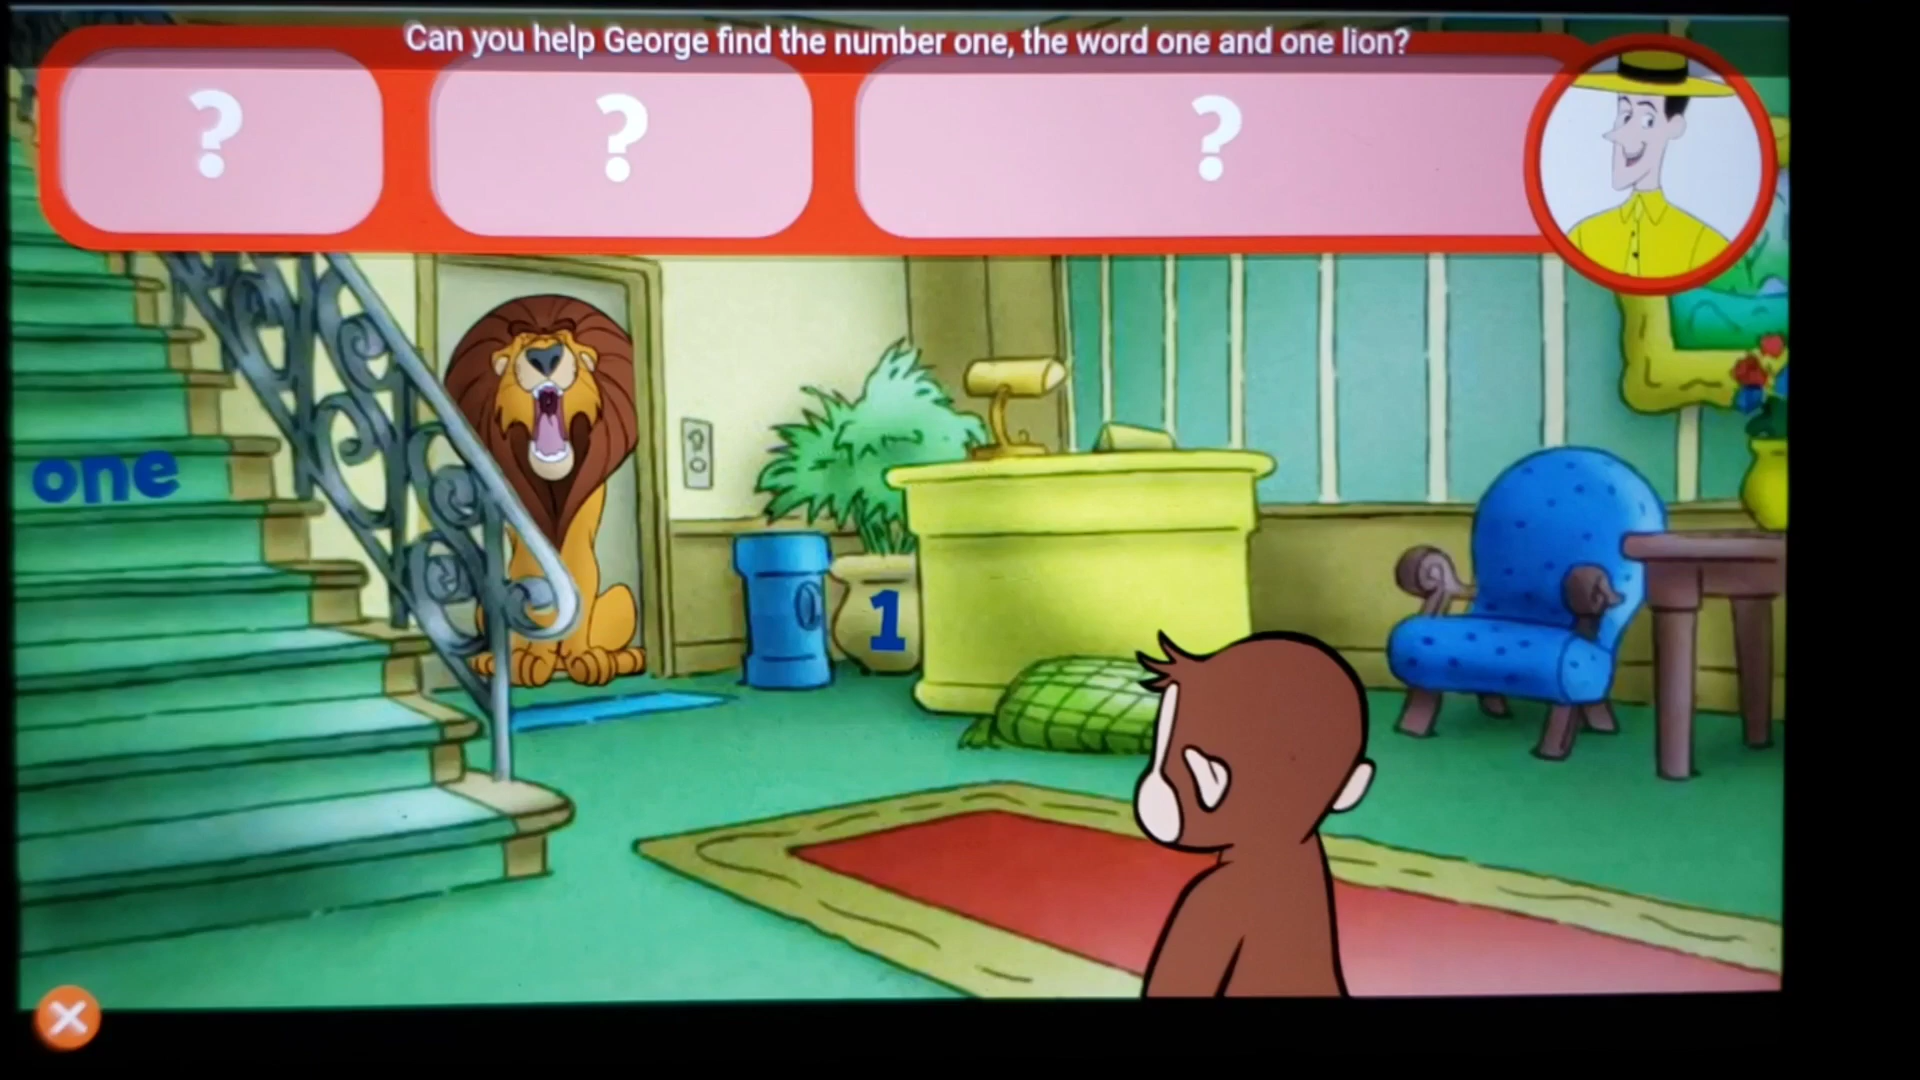 Can you help George find the number one, the word one and one lion?
?
?
?
one
1